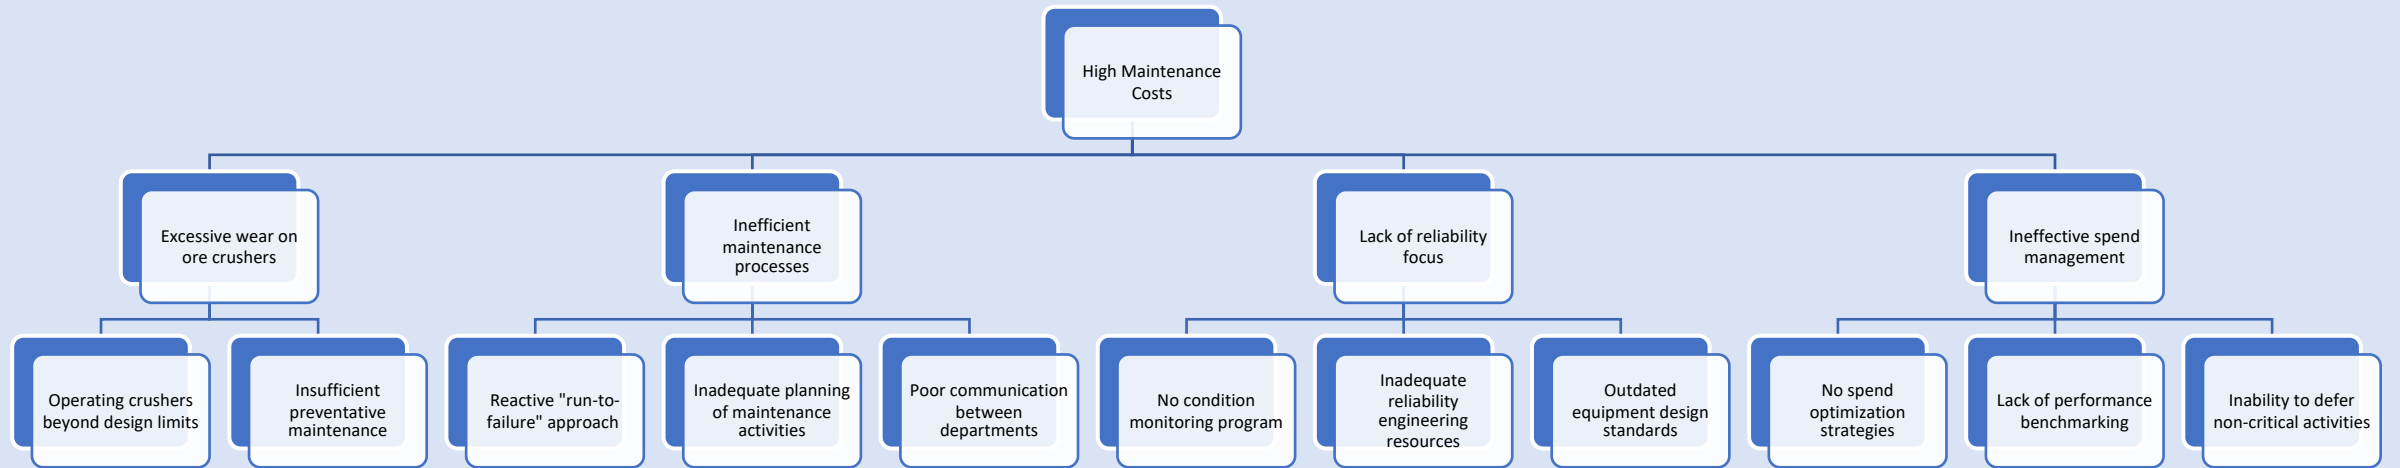 High Maintenance
Costs
Excessive wear on
ore crushers
Inefficient
maintenance
processes
Lack of reliability
focus
Ineffective spend
management
Operating crushers
beyond design limits
Insufficient
preventative
maintenance
Reactive "run-to-
failure" approach
Inadequate planning
of maintenance
activities
Poor communication
between
departments
No condition
monitoring program
Inadequate
reliability
engineering
resources
Outdated
equipment design
standards
No spend
optimization
strategies
Lack of performance
benchmarking
Inability to defer
non-critical activities